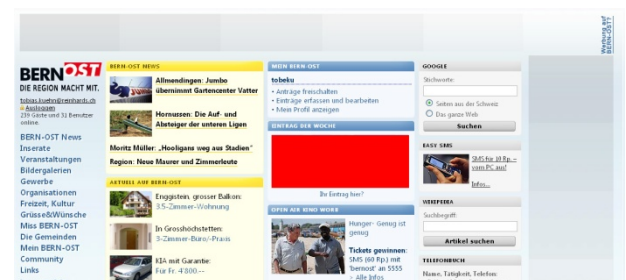 Werbung auf
BERN-OST?
BERN-OST
DIE REGION MACHT MIT.
tobias.kuehn@reinhards.ch
Ausloggen
239 Gäste und 31 Benutzer
online.
BERN-OST News
Inserate
Veranstaltungen
Bildergalerien
Gewerbe
Organisationen
Freizeit, Kultur
Grüsse&Wünsche
Miss BERN-OST
Die Gemeinden
Mein BERN-OST
Community
Links
BERN-OST NEWS
Allmendingen: Jumbo
übernimmt Gartencenter Vatter
Hornussen: Die Auf- und
Absteiger der unteren Ligen
Moritz Müller: „Hooligans weg aus Stadien"
Region: Neue Maurer und Zimmerleute
AKTUELL AUF BERN-OST
Enggistein, grosser Balkon:
3.5-Zimmer-Wohnung
In Grosshöchstetten:
3-Zimmer-Büro/-Praxis
KIA mit Garantie:
Für Fr. 4'800.--
MEIN BERN OST
tobeku
• Anträge freischalten
• Einträge erfassen und bearbeiten
• Mein Profil anzeigen
EINTRAG DER WOCHE
Ihr Eintrag hier?
OPEN AIR BEND WORB
Hunger- Genug ist
genug
Tickets gewinnen:
SMS (60 Rp.) mit
'bernost' an 5555
> Alle Infos
GOOGLE
Stichworte:
Seiten aus der Schweiz
Das ganze Web
Suchen
EASY SMS
SMS für 10 Rp. –
vom PC aus!
Infos...
WIKIPEDIA
Suchbegriff:
Artikel suchen
TELEFONBUCH
Name, Tätigkeit, Telefon: